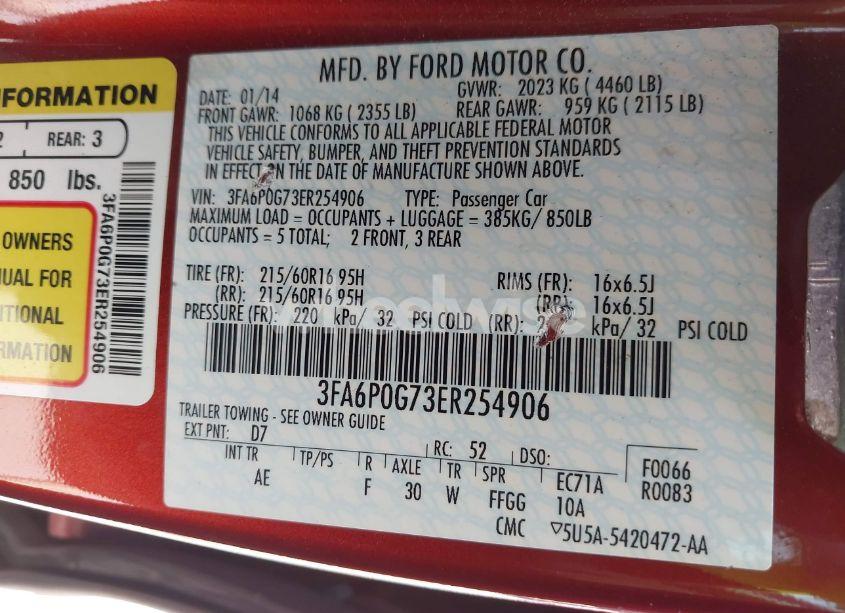 NFORMATION
REAR: 3
850 lbs.
OWNERS
NUAL FOR
ITIONAL
ORMATION
3FA6P0G73ER254906
MFD. BY FORD MOTOR CO.
DATE: 01/14 GVWR: 2023 KG ( 4460 LB)
FRONT GAWR: 1068 KG ( 2355 LB) REAR GAWR: 959 KG ( 2115 LB)
THIS VEHICLE CONFORMS TO ALL APPLICABLE FEDERAL MOTOR
VEHICLE SAFETY, BUMPER, AND THEFT PREVENTION STANDARDS
IN EFFECT ON THE DATE OF MANUFACTURE SHOWN ABOVE.
VIN: 3FA6P0G73ER254906 TYPE: Passenger Car
MAXIMUM LOAD = OCCUPANTS + LUGGAGE = 385KG/ 850LB
OCCUPANTS = 5 TOTAL; 2 FRONT, 3 REAR
TIRE (FR): 215/60R16 95H RIMS (FR): 16x6.5J
(RR): 215/60R16 95H (RR): 16x6.5J
PRESSURE (FR): 220 kPa/ 32 PSI COLD (RR): kPa/ 32 PSI COLD
3FA6P0G73ER254906
TRAILER TOWING - SEE OWNER GUIDE
EXT PNT: D7 RC: 52 DSO: F0066
INT TR TP/PS R AXLE TR SPR EC71A R0083
AE F 30 W FFGG 10A
CMC 5U5A-5420472-AA